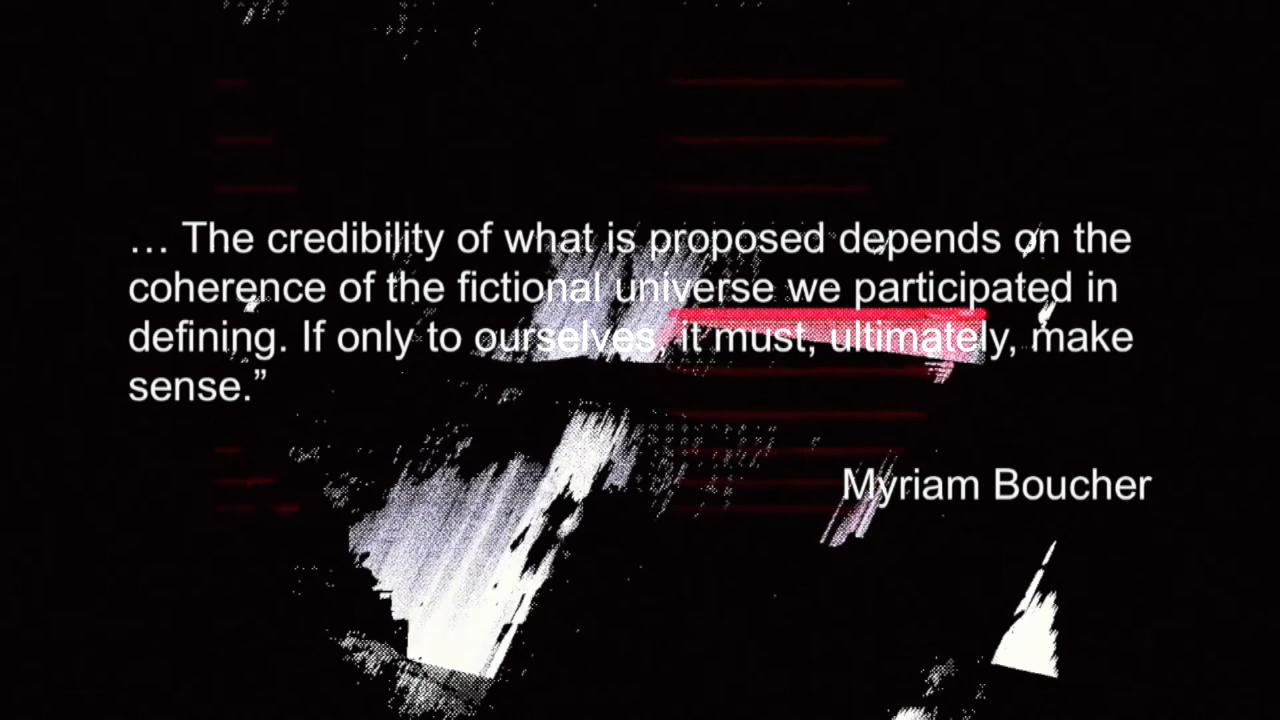 … The credibility of what is proposed depends on the
coherence of the fictional universe we participated in
defining. If only to ourselves, it must, ultimately, make
sense.”
Myriam Boucher